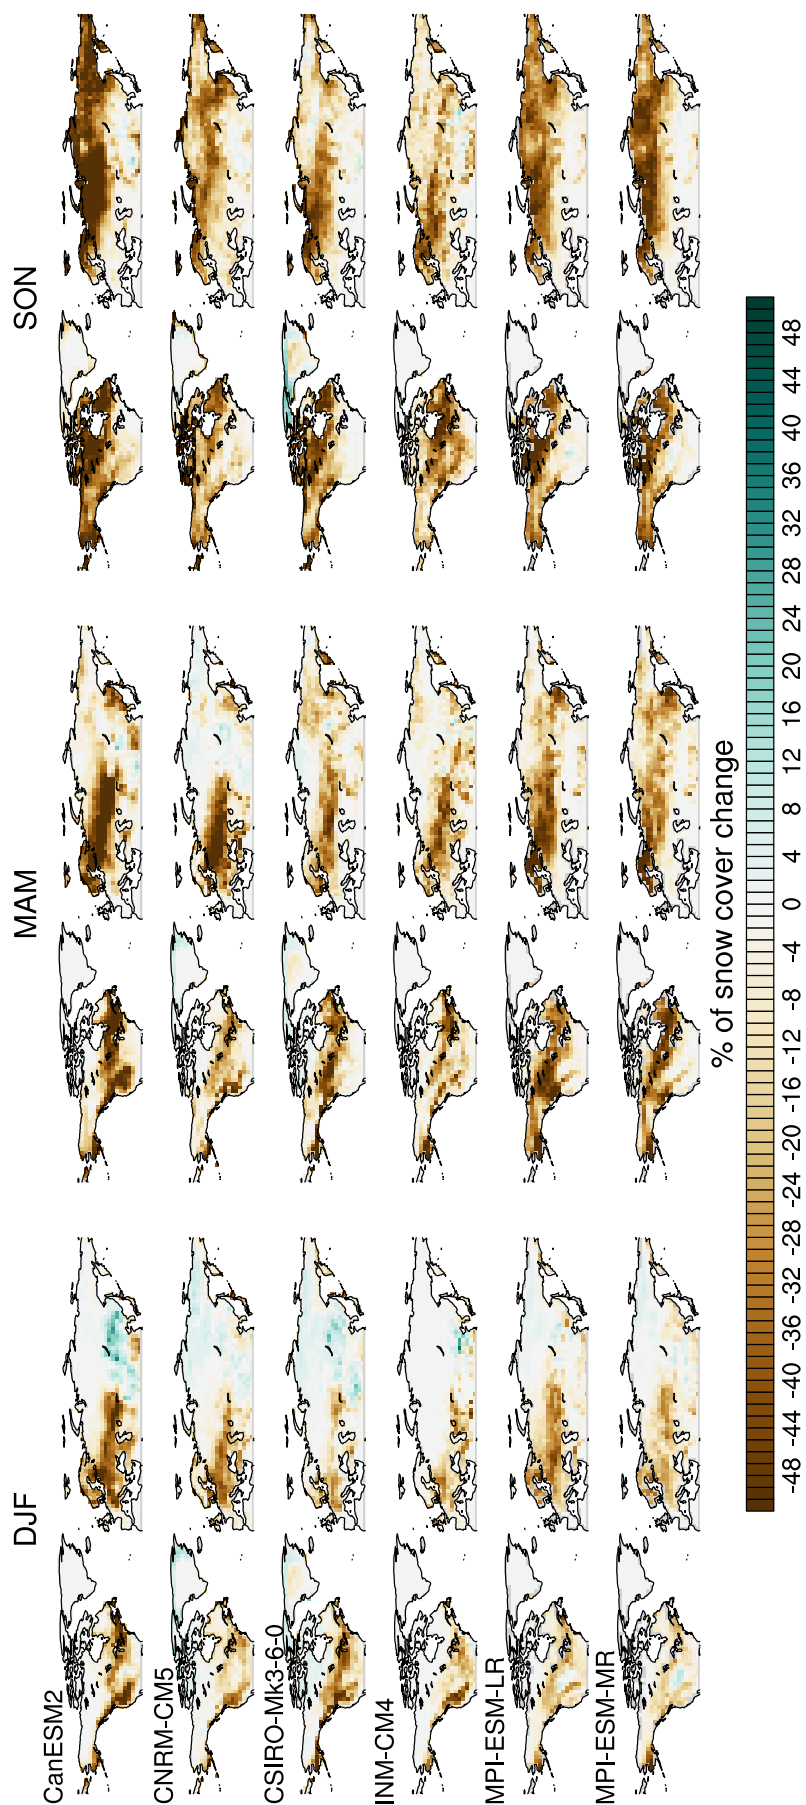 DJF MAM SON
CanESM2
CNRM-CM5
CSIRO-Mk3-6-0
INM-CM4
MPI-ESM-LR
MPI-ESM-MR
% of snow cover change
-48 -44 -40 -36 -32 -28 -24 -20 -16 -12 -8 -4 0 4 8 12 16 20 24 28 32 36 40 44 48